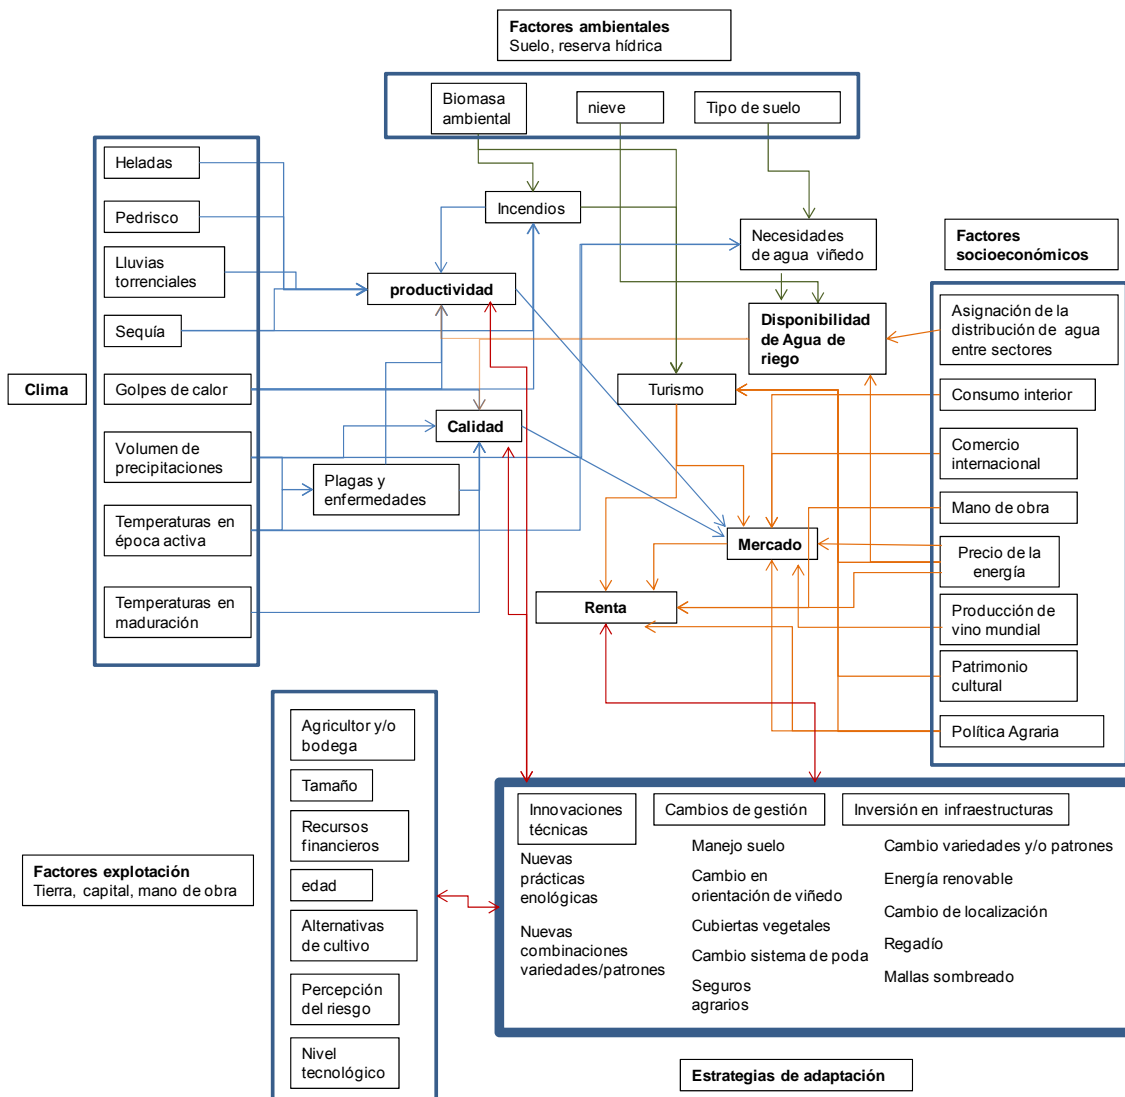 Factores ambientales
Suelo, reserva hídrica
Biomasa
ambiental
nieve
Tipo de suelo
Heladas
Pedrisco
Lluvias
torrenciales
Sequía
Golpes de calor
Volumen de
precipitaciones
Temperaturas en
época activa
Temperaturas en
maduración
Clima
Incendios
productividad
Calidad
Plagas y
enfermedades
Necesidades
de agua viñedo
Disponibilidad
de Agua de
riego
Turismo
Mercado
Renta
Factores
socioeconómicos
Asignación de la
distribución de agua
entre sectores
Consumo interior
Comercio
internacional
Mano de obra
Precio de la
energía
Producción de
vino mundial
Patrimonio
cultural
Política Agraria
Factores explotación
Tierra, capital, mano de obra
Agricultor y/o
bodega
Tamaño
Recursos
financieros
edad
Alternativas
de cultivo
Percepción
del riesgo
Nivel
tecnológico
Innovaciones
técnicas
Nuevas
prácticas
enológicas
Nuevas
combinaciones
variedades/patrones
Cambios de gestión
Manejo suelo
Cambio en
orientación de viñedo
Cubiertas vegetales
Cambio sistema de poda
Seguros
agrarios
Inversión en infraestructuras
Cambio variedades y/o patrones
Energía renovable
Cambio de localización
Regadío
Mallas sombreado
Estrategias de adaptación